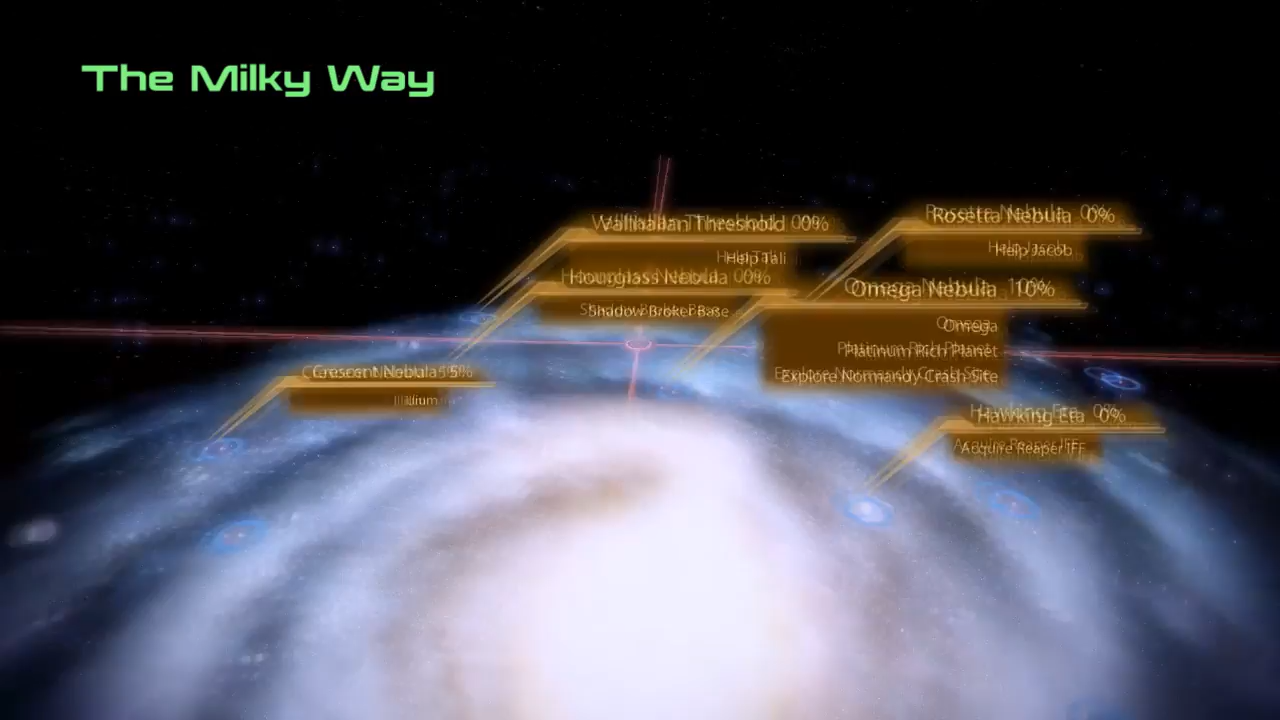 The Milky Way
Valhallan Threshold 0%
Help Tali
Rosetta Nebula 0%
Help Jacob
Hourglass Nebula 0%
Shadow Broker Base
Omega Nebula 10%
Omega
Platinum Rich Planet
Explore Normandy Crash Site
Crescent Nebula 5%
Illium
Hawking Eta 0%
Acquire Reaper IFF